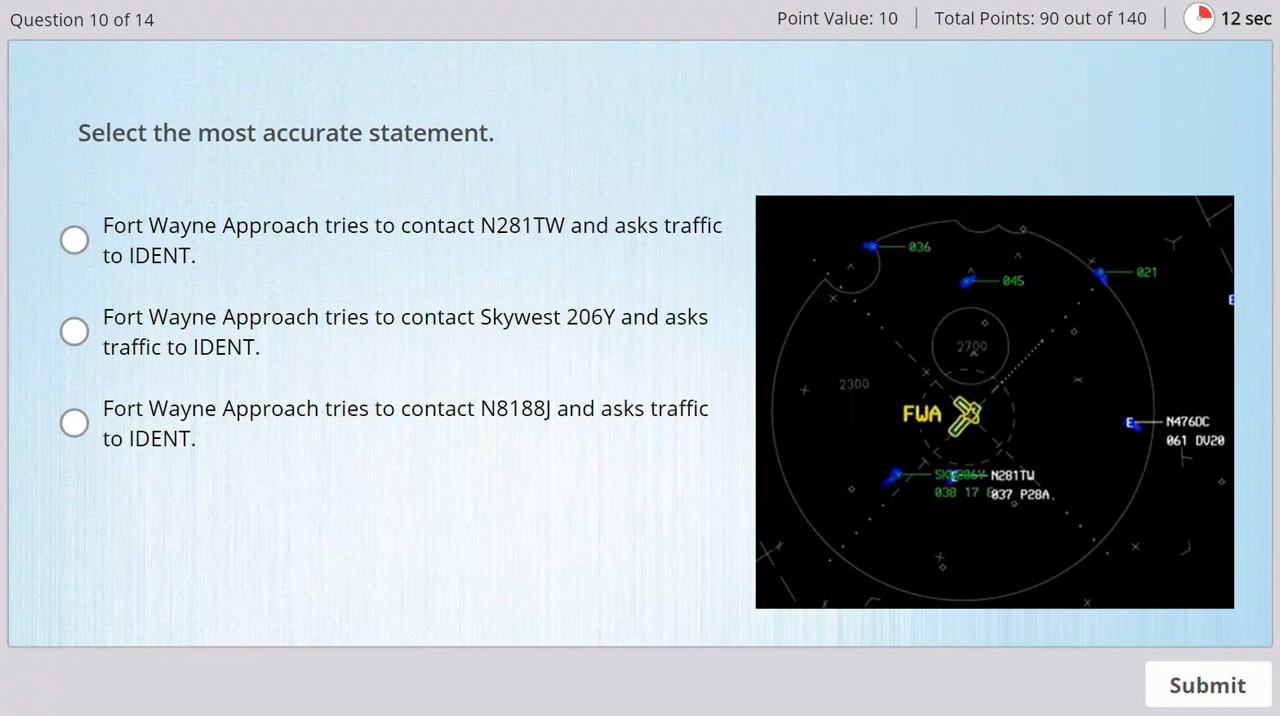 Question 10 of 14
Point Value: 10
Total Points: 90 out of 140
12 sec
Select the most accurate statement.
Fort Wayne Approach tries to contact N281TW and asks traffic
to IDENT.
Fort Wayne Approach tries to contact Skywest 206Y and asks
traffic to IDENT.
Fort Wayne Approach tries to contact N8188J and asks traffic
to IDENT.
036
045
021
E
2700
2300
FWA
E N476DC
061 DV20
E N281TW
038 17
037 P28A.
Submit